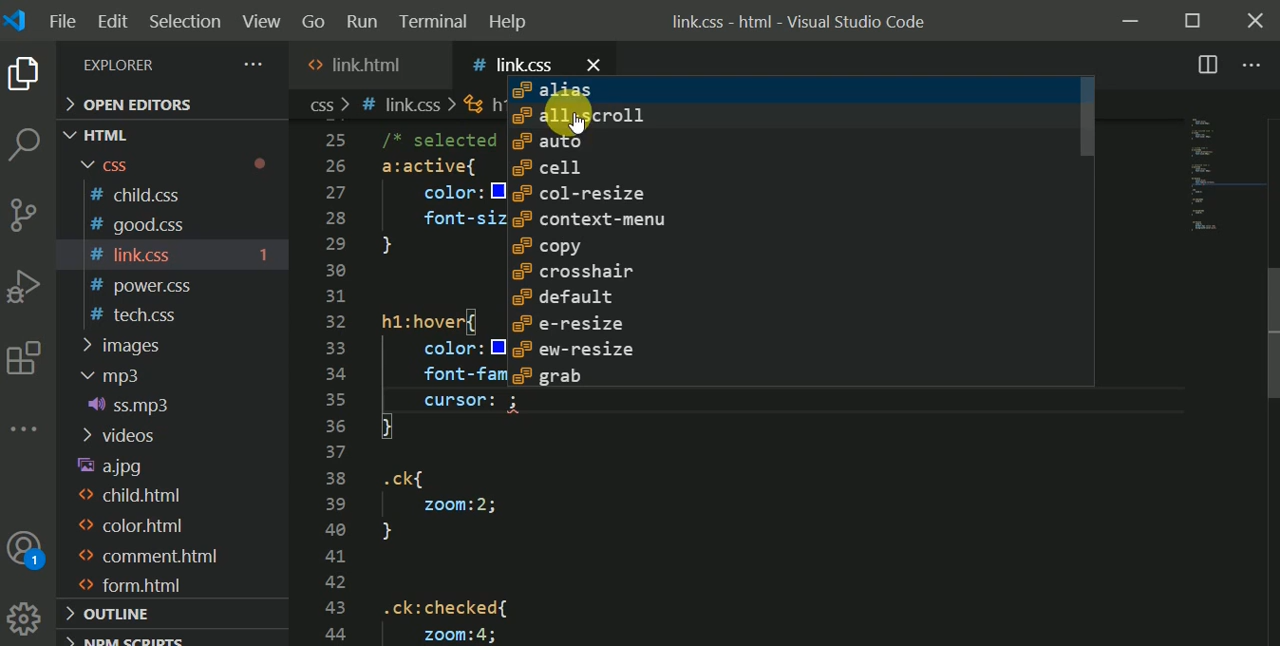 File Edit Selection View Go Run Terminal Help link.css - html - Visual Studio Code
EXPLORER ...
<> link.html
# link.css
OPEN EDITORS
css > # link.css >
HTML
css
# child.css
# good.css
# link.css 1
# power.css
# tech.css
images
mp3
ss.mp3
videos
a.jpg
<> child.html
<> color.html
<> comment.html
<> form.html
OUTLINE
NPM SCRIPTS
1
25 /* selected
26 a:active{
27 color:
28 font-siz
29 }
30
31
32 h1:hover{
33 color:
34 font-fam
35 cursor: ;
36 }
37
38 .ck{
39 zoom:2;
40 }
41
42
43 .ck:checked{
44 zoom:4;
alias
all-scroll
auto
cell
col-resize
context-menu
copy
crosshair
default
e-resize
ew-resize
grab